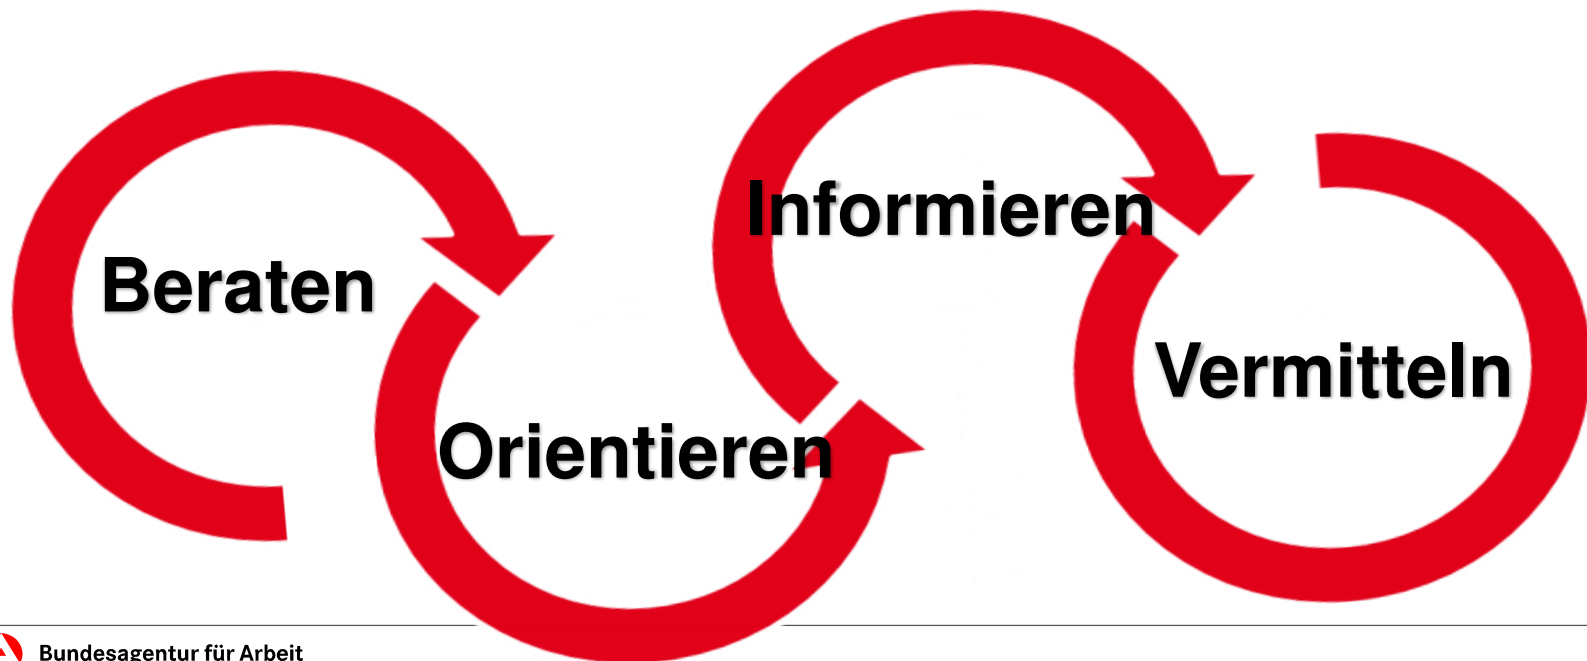 Beraten
Orientieren
Informieren
Vermitteln
Bundesagentur für Arbeit